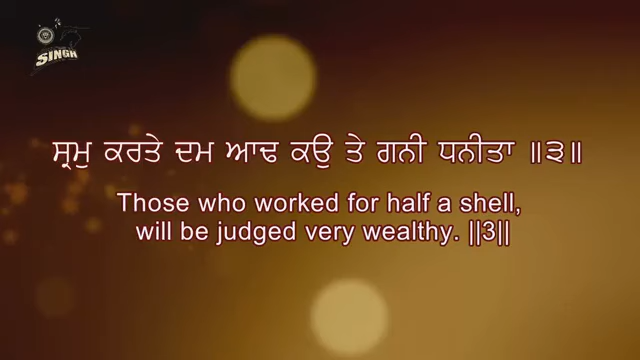 SINGH
ਸ੍ਰਮੁ ਕਰਤੇ ਦਮ ਆਢ ਕਉ ਤੇ ਗਨੀ ਧਨੀਤਾ ॥੩॥
Those who worked for half a shell,
will be judged very wealthy. ||3||